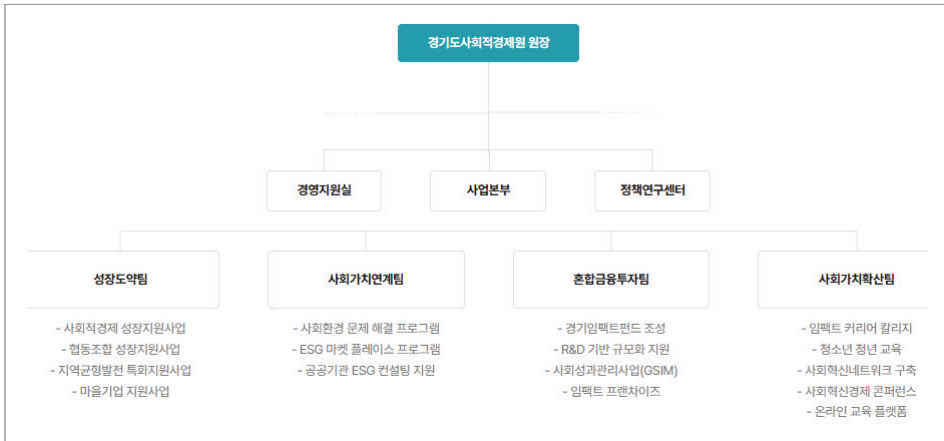 경기도사회적경제원 원장
경영지원실
사업본부
정책연구센터
성장도약팀
- 사회적경제 성장지원사업
- 협동조합 성장지원사업
- 지역균형발전 특화지원사업
- 마을기업 지원사업
사회가치연계팀
- 사회환경 문제 해결 프로그램
- ESG 마켓 플레이스 프로그램
- 공공기관 ESG 컨설팅 지원
혼합금융투자팀
- 경기임팩트펀드 조성
- R&D 기반 규모화 지원
- 사회성과관리사업(GSIM)
- 임팩트 프랜차이즈
사회가치확산팀
- 임팩트 커리어 칼리지
- 청소년 청년 교육
- 사회혁신네트워크 구축
- 사회혁신경제 콘퍼런스
- 온라인 교육 플랫폼